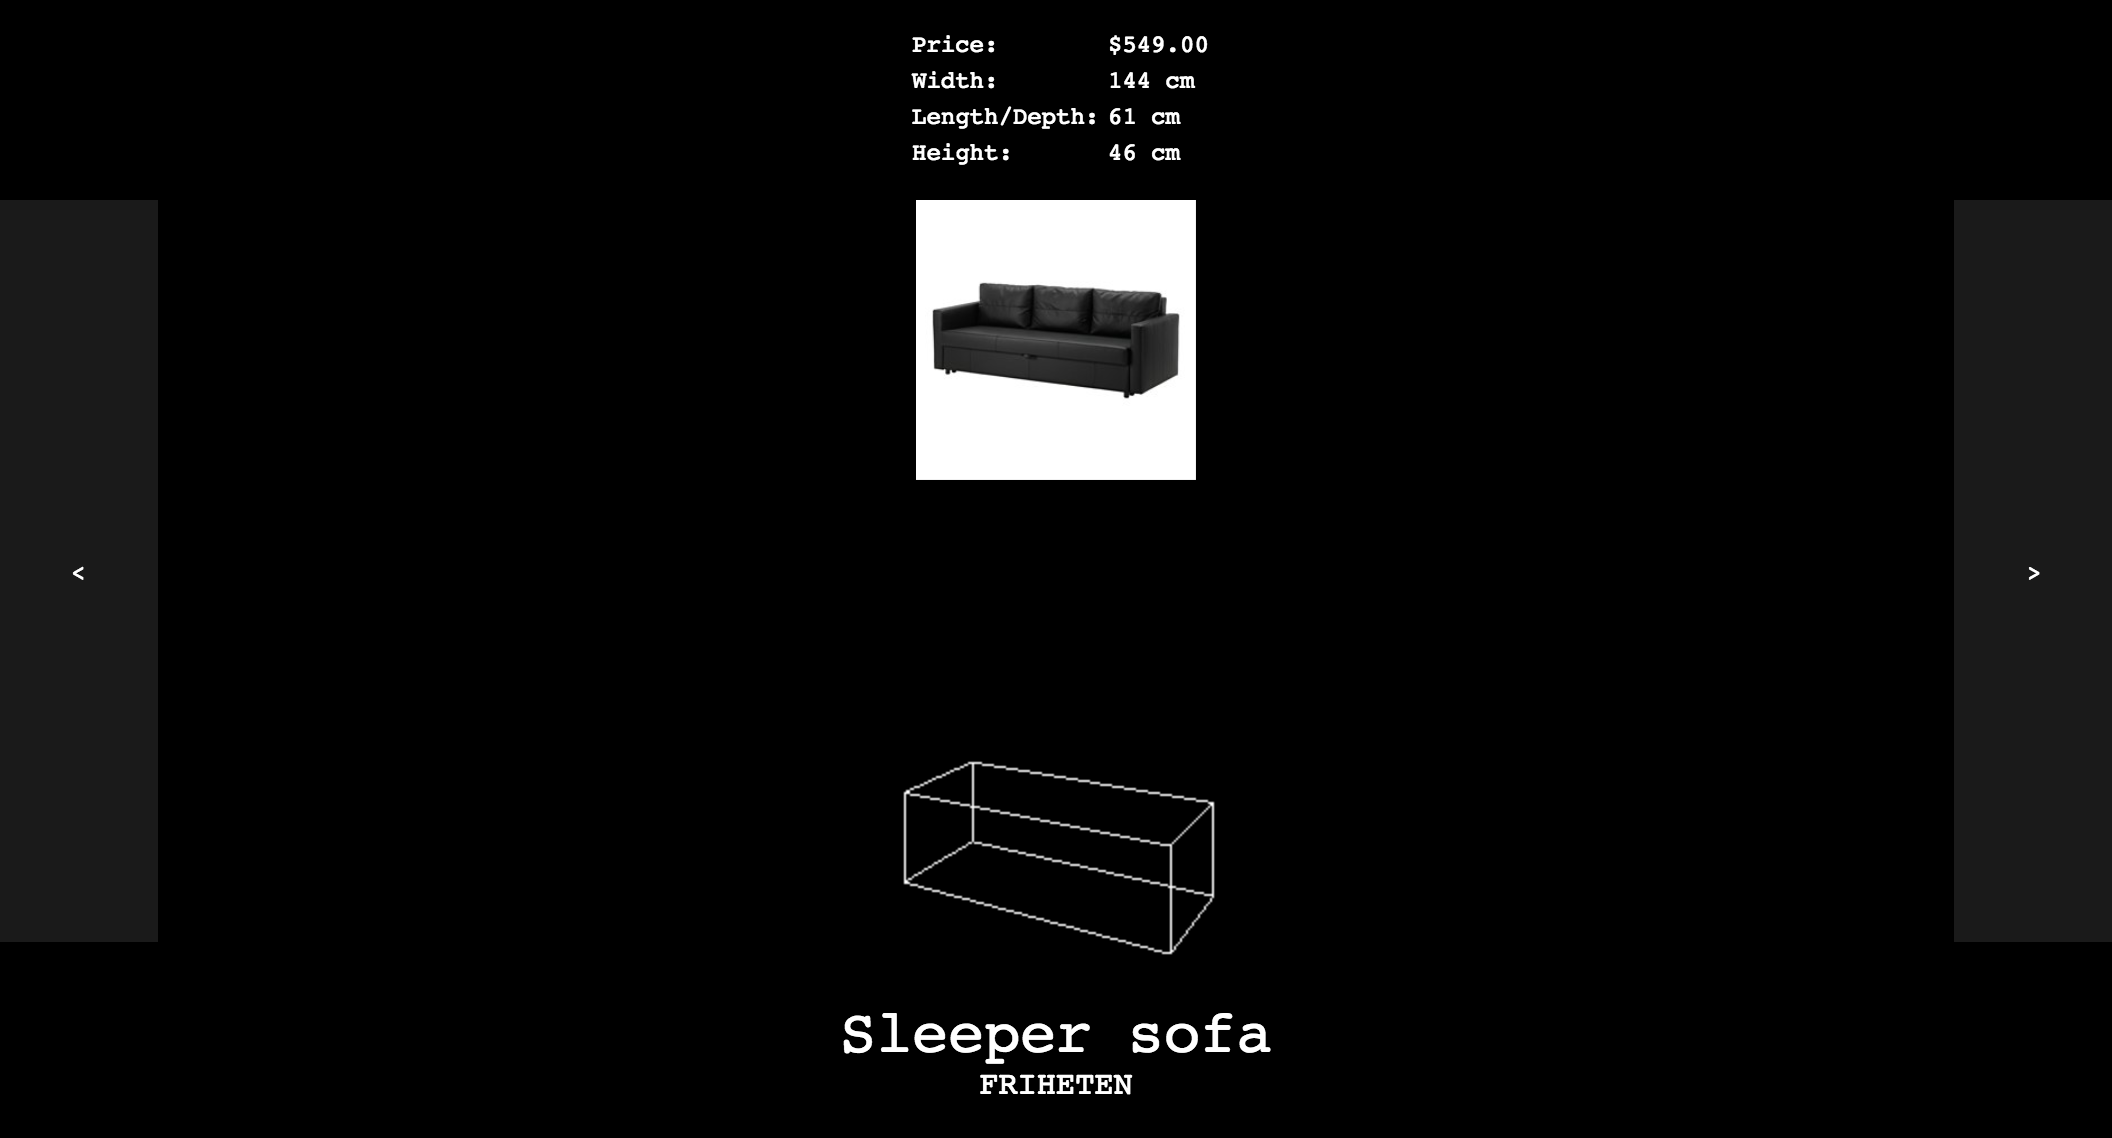 Price: $549.00
Width: 144 cm
Length/Depth: 61 cm
Height: 46 cm
<
>
Sleeper sofa
FRIHETEN